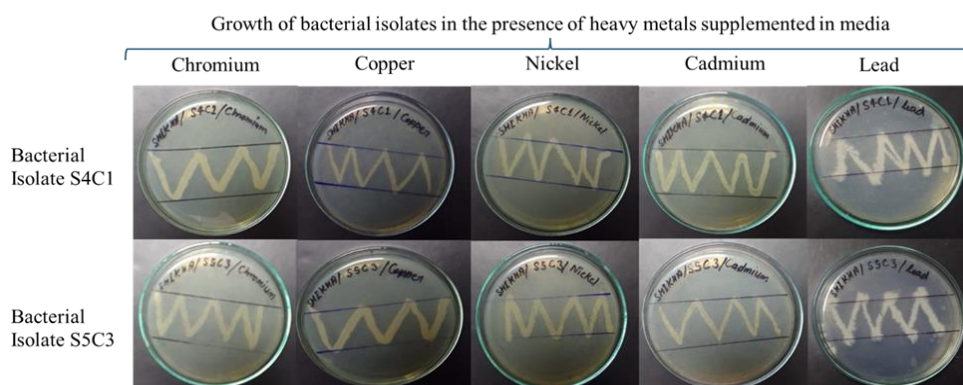 Growth of bacterial isolates in the presence of heavy metals supplemented in media
Chromium Copper Nickel Cadmium Lead
Bacterial
Isolate S4C1
SHIKHA/S4C1/Chromium
SHIKHA/S4C1/Copper
SHIKHA/S4C1/Nickel
SHIKHA/S4C1/Cadmium
SHIKHA/S4C1/Lead
Bacterial
Isolate S5C3
SHIKHA/S5C3/Chromium
SHIKHA/S5C3/Copper
SHIKHA/S5C3/Nickel
SHIKHA/S5C3/Cadmium
SHIKHA/S5C3/Lead